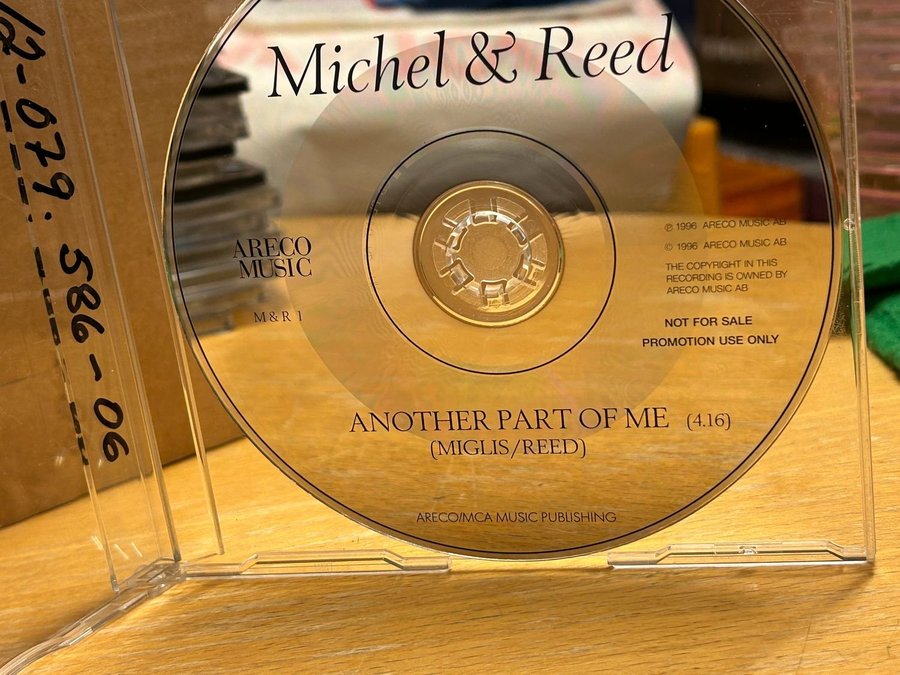 12-079:586-06
Michel & Reed
ARECO
MUSIC
M & R 1
℗ 1996 ARECO MUSIC AB
© 1996 ARECO MUSIC AB
THE COPYRIGHT IN THIS
RECORDING IS OWNED BY
ARECO MUSIC AB
NOT FOR SALE
PROMOTION USE ONLY
ANOTHER PART OF ME (4.16)
(MIGLIS/REED)
ARECO/MCA MUSIC PUBLISHING